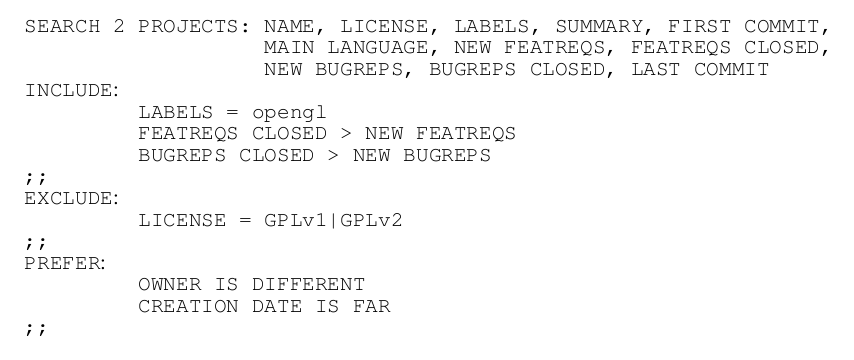 SEARCH 2 PROJECTS: NAME, LICENSE, LABELS, SUMMARY, FIRST COMMIT,
MAIN LANGUAGE, NEW FEATREQS, FEATREQS CLOSED,
NEW BUGREPS, BUGREPS CLOSED, LAST COMMIT
INCLUDE:
LABELS = opengl
FEATREQS CLOSED > NEW FEATREQS
BUGREPS CLOSED > NEW BUGREPS
;;
EXCLUDE:
LICENSE = GPLv1|GPLv2
;;
PREFER:
OWNER IS DIFFERENT
CREATION DATE IS FAR
;;